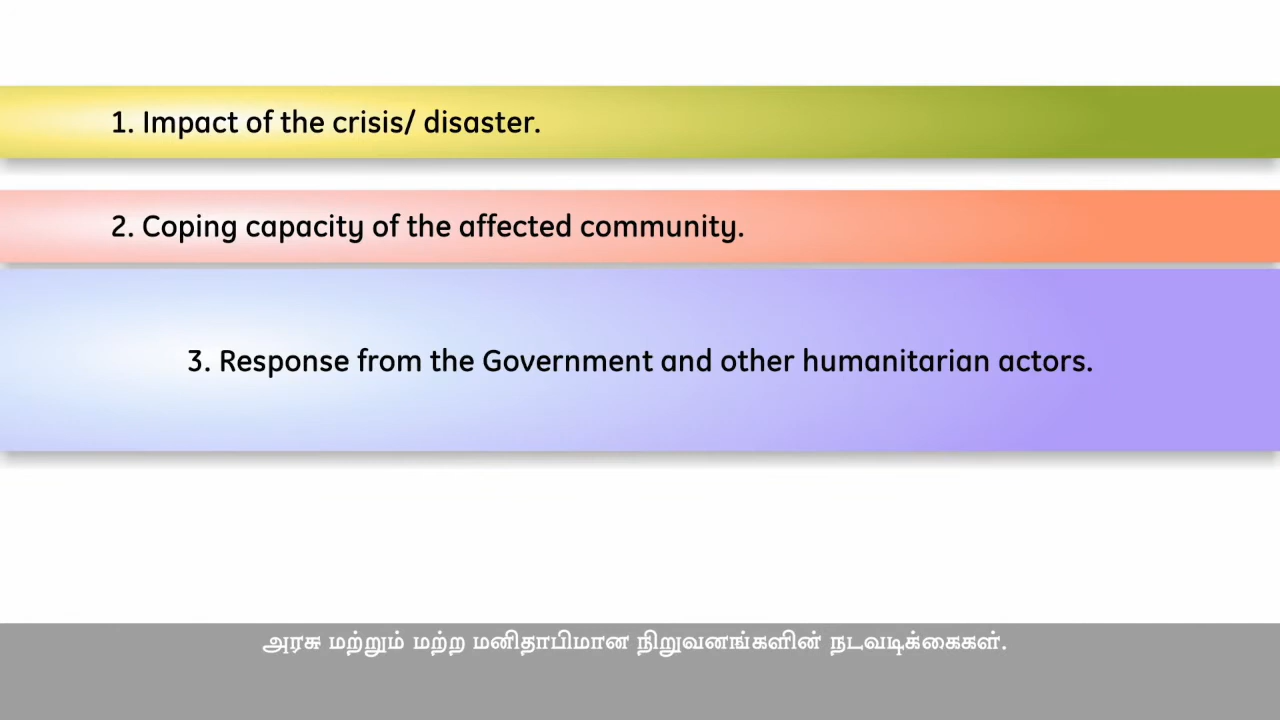 1. Impact of the crisis/ disaster.
2. Coping capacity of the affected community.
3. Response from the Government and other humanitarian actors.
அரசு மற்றும் மற்ற மனிதாபிமான நிறுவனங்களின் நடவடிக்கைகள்.